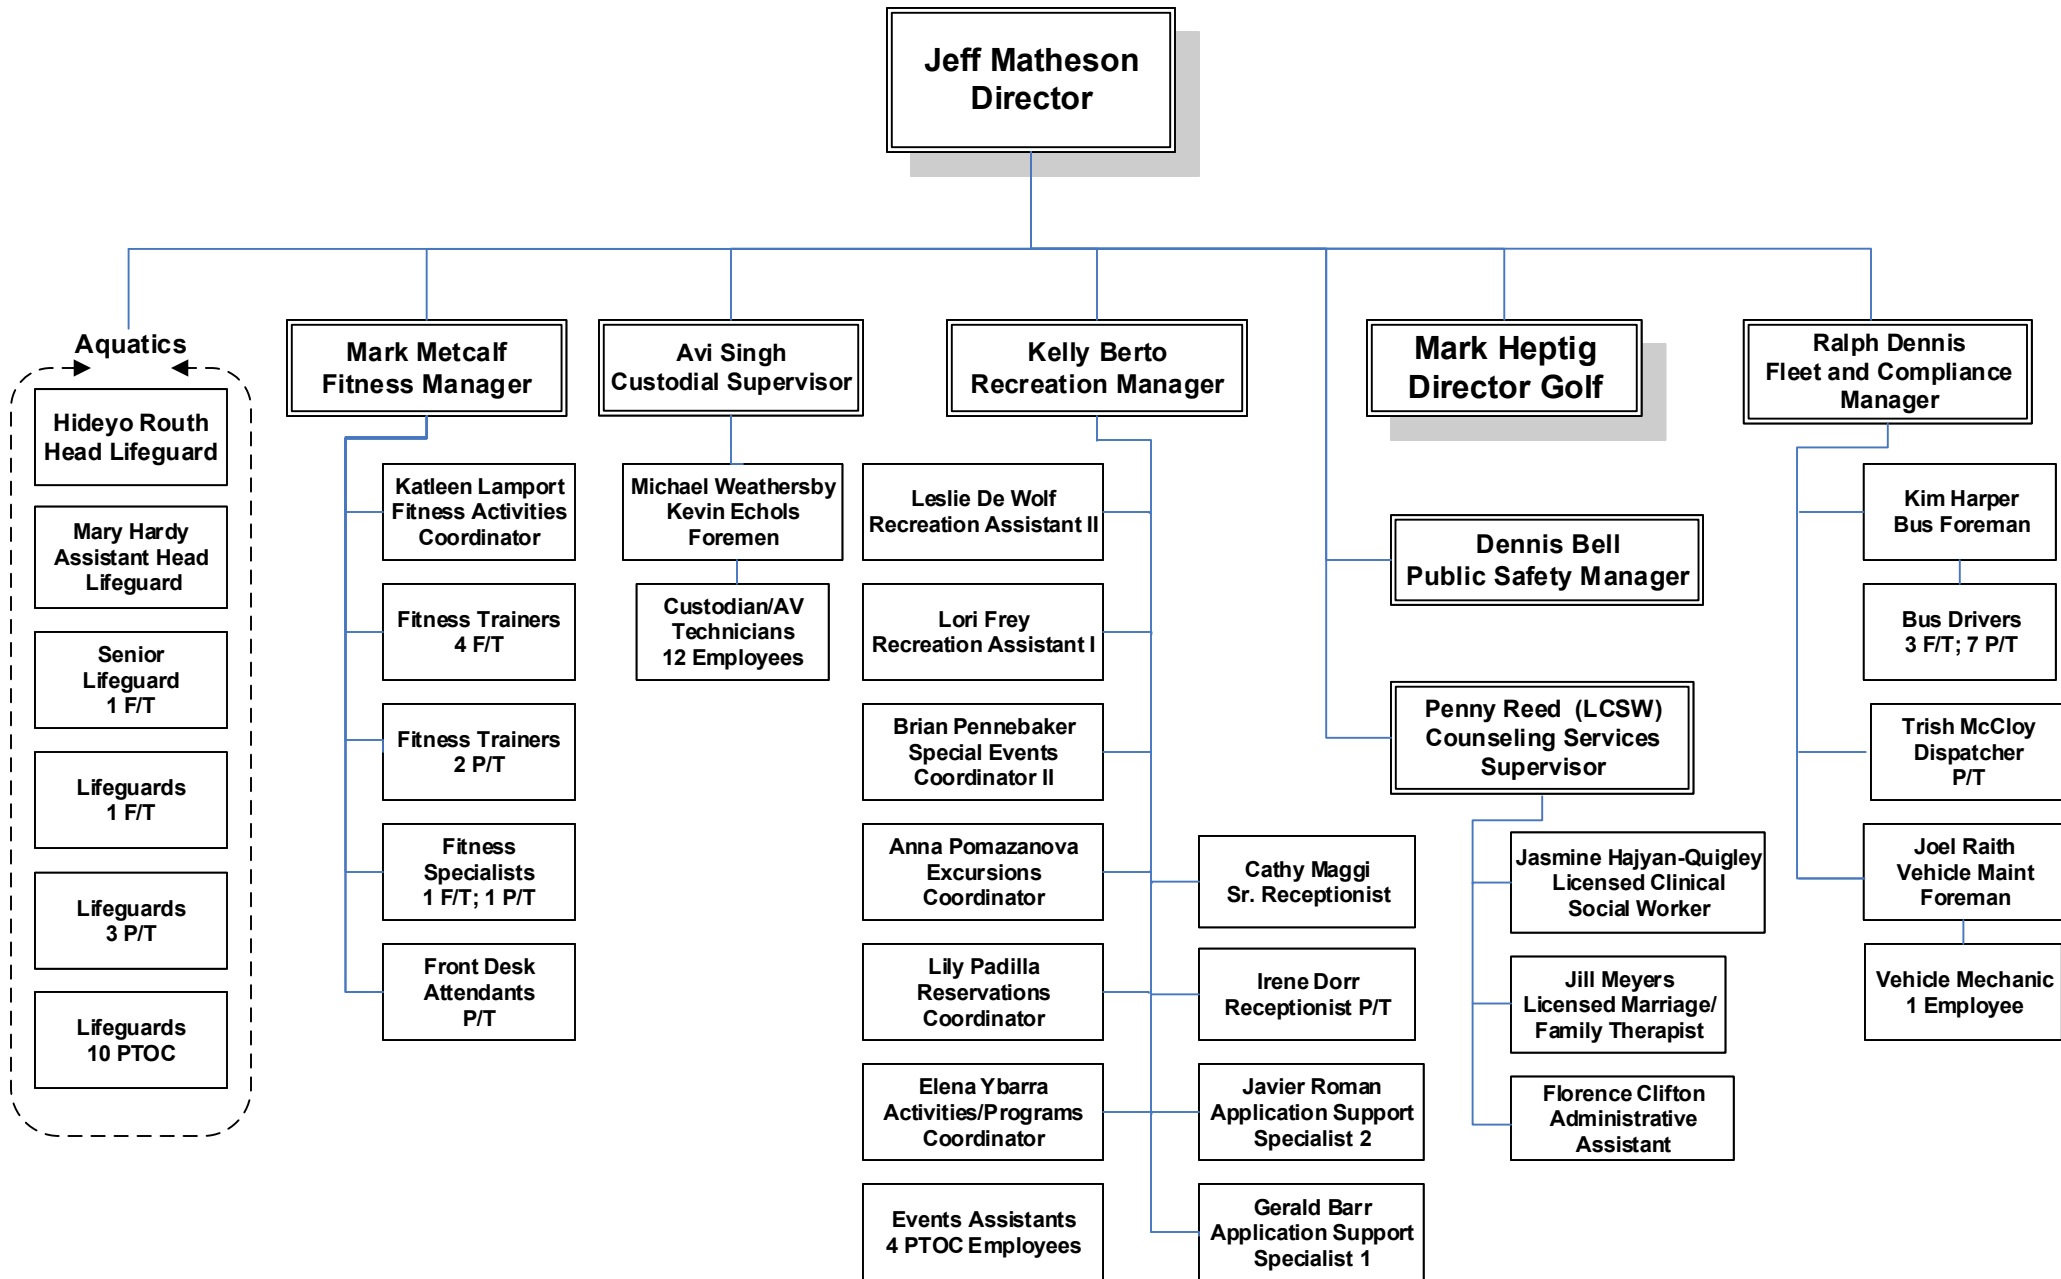 Jeff Matheson
Director
Aquatics
Hideyo Routh
Head Lifeguard
Mary Hardy
Assistant Head
Lifeguard
Senior
Lifeguard
1 F/T
Lifeguards
1 F/T
Lifeguards
3 P/T
Lifeguards
10 PTOC
Mark Metcalf
Fitness Manager
Katleen Lamport
Fitness Activities
Coordinator
Fitness Trainers
4 F/T
Fitness Trainers
2 P/T
Fitness
Specialists
1 F/T; 1 P/T
Front Desk
Attendants
P/T
Avi Singh
Custodial Supervisor
Michael Weathersby
Kevin Echols
Foremen
Custodian/AV
Technicians
12 Employees
Kelly Berto
Recreation Manager
Leslie De Wolf
Recreation Assistant II
Lori Frey
Recreation Assistant I
Brian Pennebaker
Special Events
Coordinator II
Anna Pomazanova
Excursions
Coordinator
Lily Padilla
Reservations
Coordinator
Elena Ybarra
Activities/Programs
Coordinator
Events Assistants
4 PTOC Employees
Cathy Maggi
Sr. Receptionist
Irene Dorr
Receptionist P/T
Javier Roman
Application Support
Specialist 2
Gerald Barr
Application Support
Specialist 1
Mark Heptig
Director Golf
Dennis Bell
Public Safety Manager
Penny Reed (LCSW)
Counseling Services
Supervisor
Jasmine Hajyan-Quigley
Licensed Clinical
Social Worker
Jill Meyers
Licensed Marriage/
Family Therapist
Florence Clifton
Administrative
Assistant
Ralph Dennis
Fleet and Compliance
Manager
Kim Harper
Bus Foreman
Bus Drivers
3 F/T; 7 P/T
Trish McCloy
Dispatcher
P/T
Joel Raith
Vehicle Maint
Foreman
Vehicle Mechanic
1 Employee